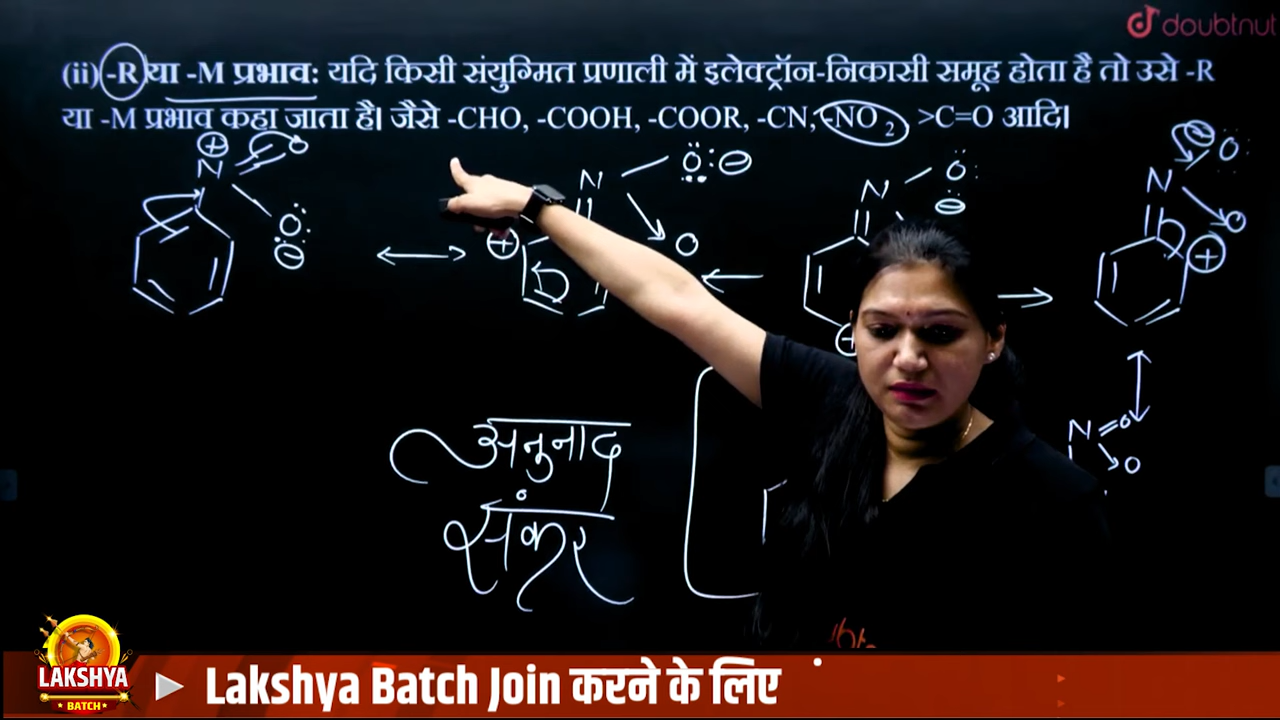 doubtnut
(ii) -R या -M प्रभाव: यदि किसी संयुग्मित प्रणाली में इलेक्ट्रॉन-निकासी समूह होता है तो उसे -R
या -M प्रभाव कहा जाता है। जैसे -CHO, -COOH, -COOR, -CN, -NO2 >C=O आदि।
⊕ N O O ⊖
N O ⊖ O ⊕
N O ⊖ ⊕
N O O ⊕
N O O
अनुनाद
संकर
LAKSHYA
BATCH
Lakshya Batch Join करने के लिए